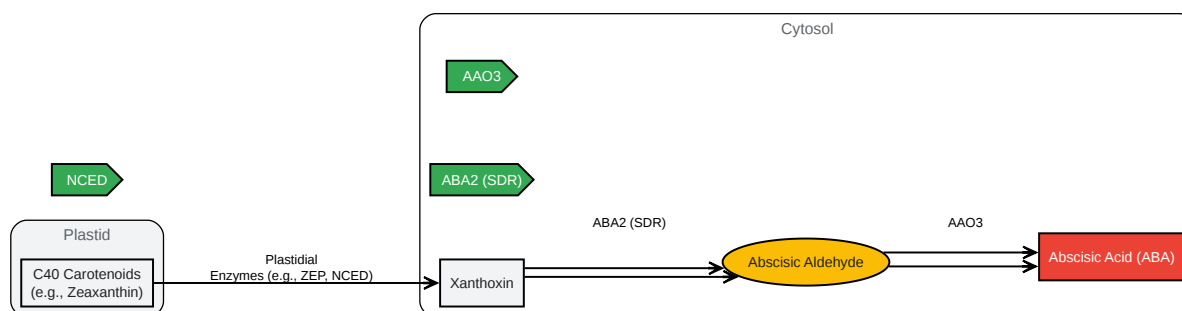 Cytosol
AAO3
NCED
ABA2 (SDR)
Plastid
C40 Carotenoids
(e.g., Zeaxanthin)
Plastidial
Enzymes (e.g., ZEP, NCED)
Xanthoxin
ABA2 (SDR)
Abscisic Aldehyde
AAO3
Abscisic Acid (ABA)